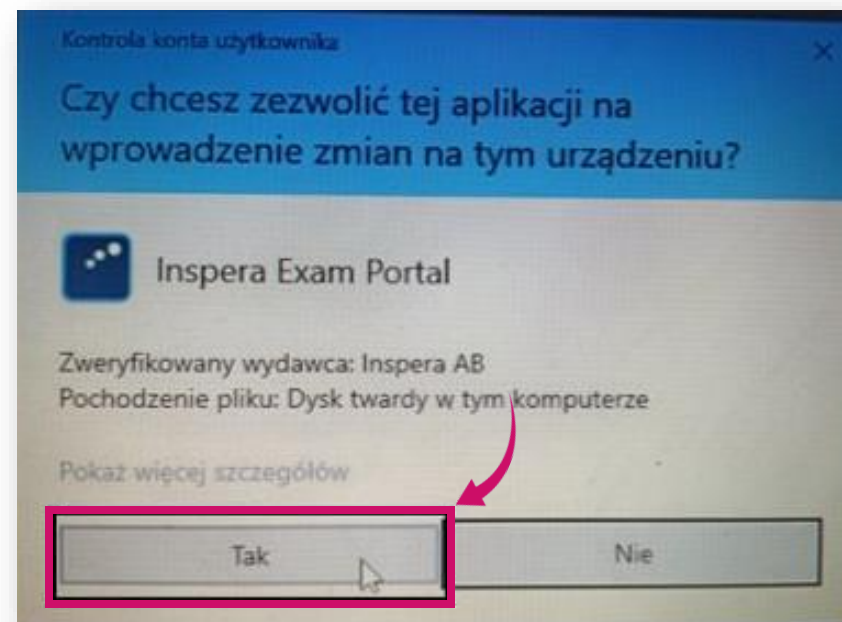 Kontrola konta użytkownika
Czy chcesz zezwolić tej aplikacji na
wprowadzenie zmian na tym urządzeniu?
Inspera Exam Portal
Zweryfikowany wydawca: Inspera AB
Pochodzenie pliku: Dysk twardy w tym komputerze
Pokaż więcej szczegółów
Tak
Nie